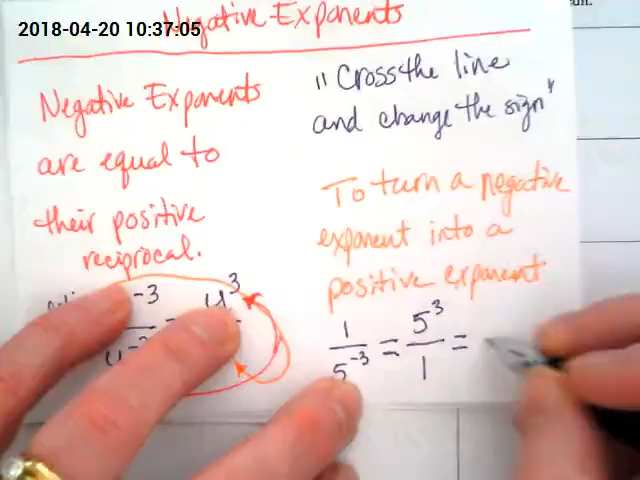 2018-04-20 10:37:05
Negative Exponents
Negative Exponents
are equal to
their positive
reciprocal.
"Cross the line
and change the sign"
To turn a negative
exponent into a
positive exponent
1/5^-3 = 5^3/1 =